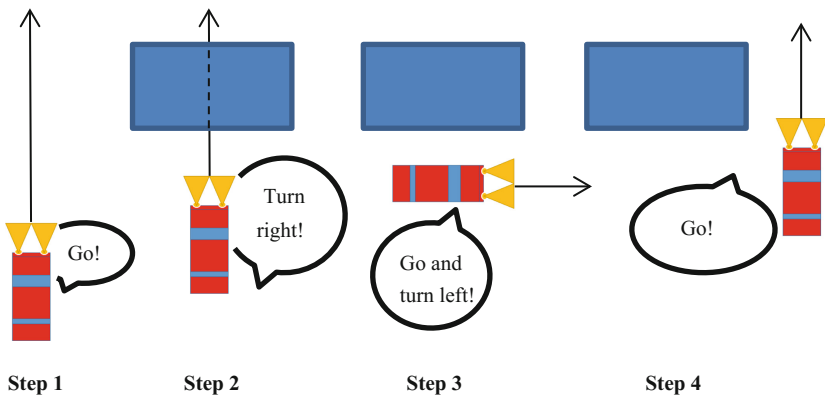 Go!
Turn
right!
Go and
turn left!
Go!
Step 1
Step 2
Step 3
Step 4